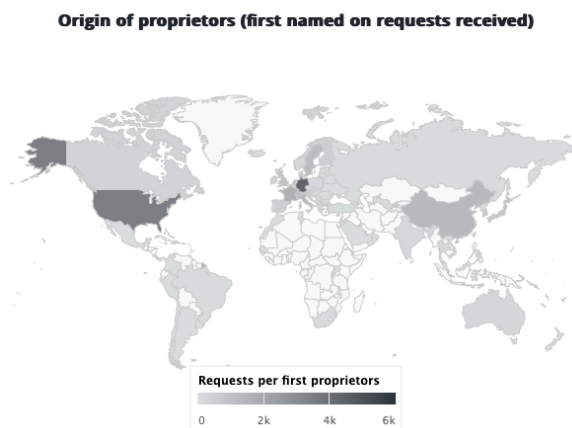 Origin of proprietors (first named on requests received)
Requests per first proprietors
0 2k 4k 6k